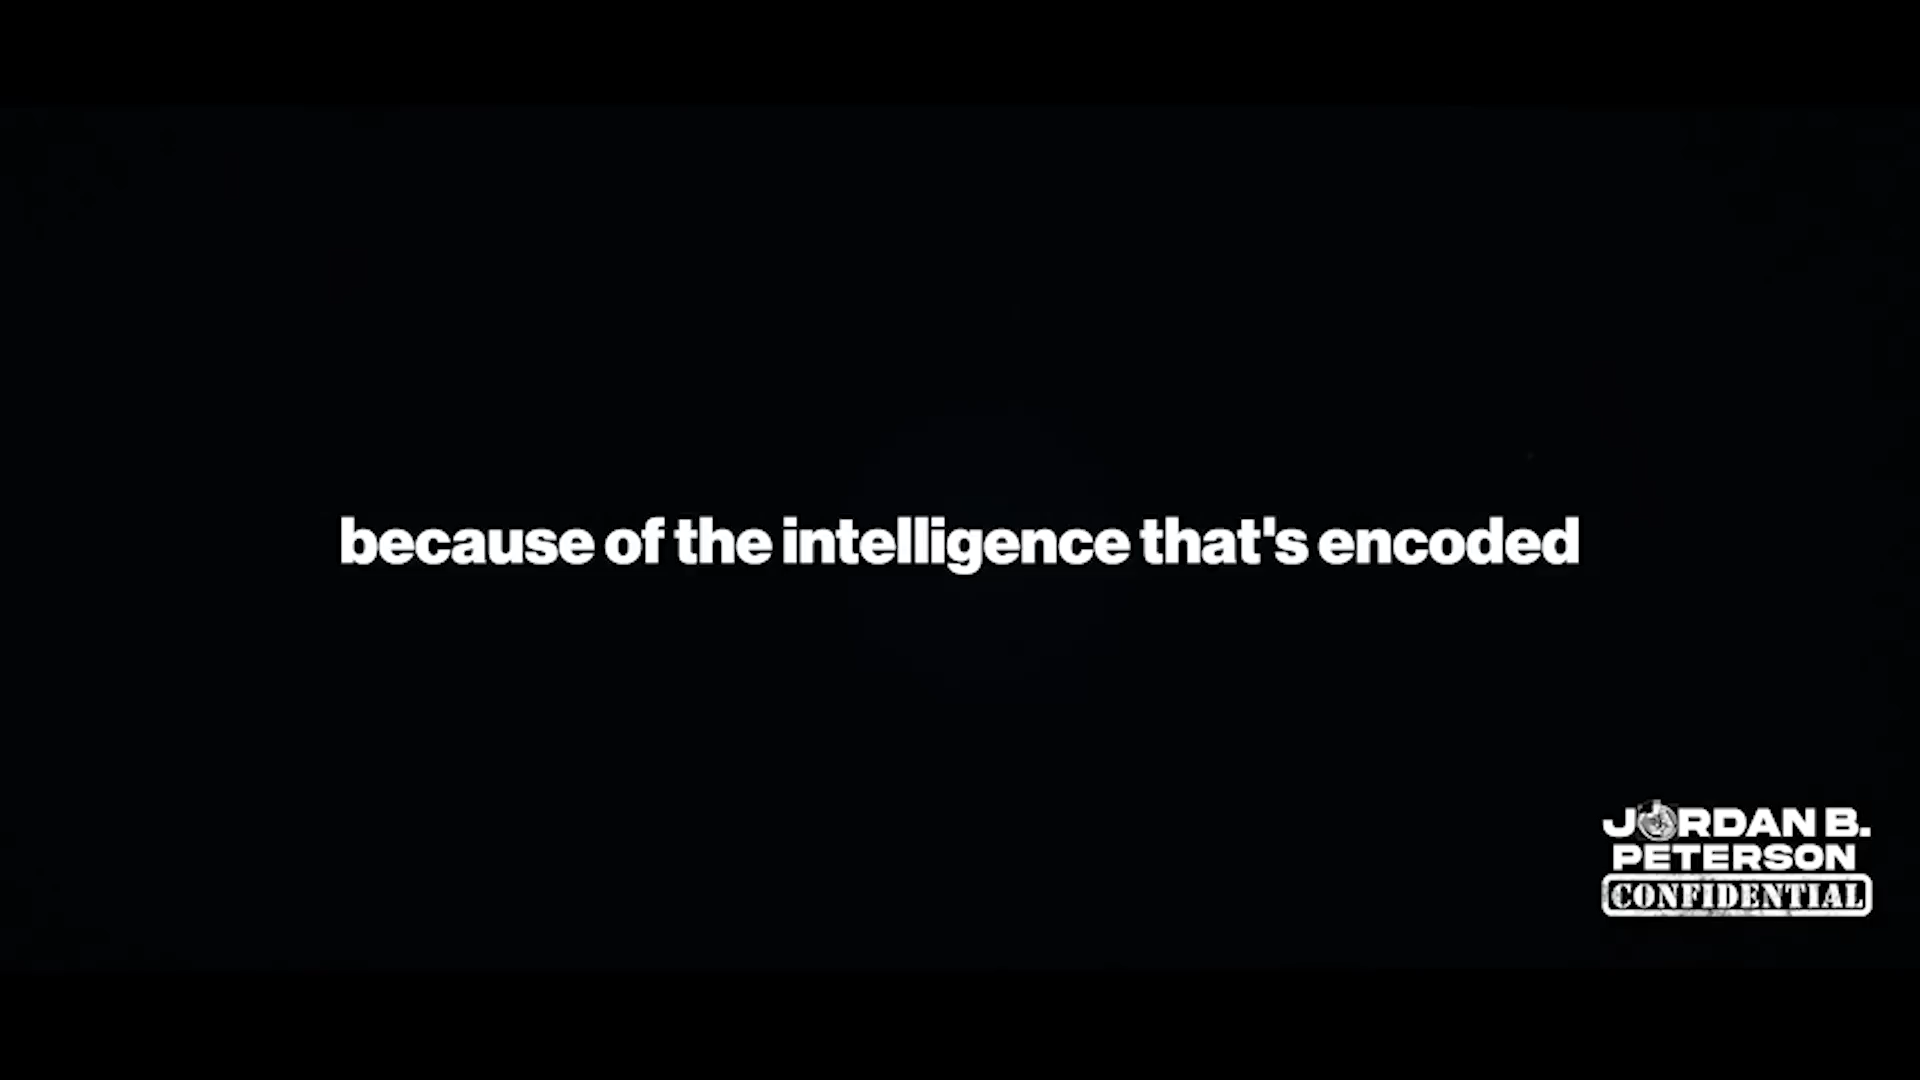 because of the intelligence that's encoded
JORDAN B.
PETERSON
CONFIDENTIAL